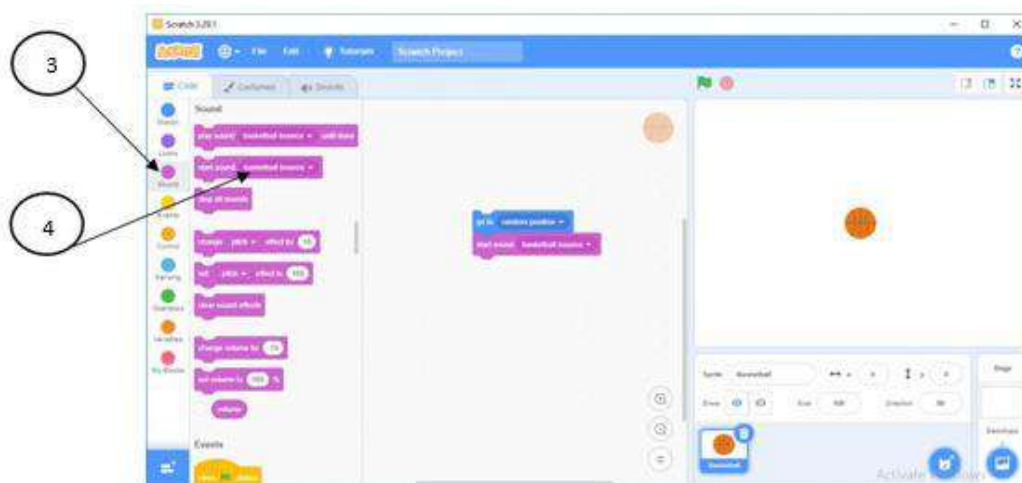 Scratch 3.29.1
SCRATCH
File Edit Tutorials Scratch Project
Code Costumes Sounds
3
4
Motion
Looks
Sound
Events
Control
Sensing
Operators
Variables
My Blocks
Sound
play sound basketball bounce until done
start sound basketball bounce
stop all sounds
change pitch effect by 10
set pitch effect to 100
clear sound effects
change volume by -10
set volume to 100 %
volume
Events
go to random position
start sound basketball bounce
Sprite Basketball x y
Show Size 100 Direction 90
Basketball
Stage
Backdrops
Activate Windows